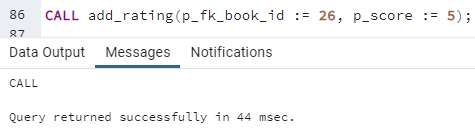 86 CALL add_rating(p_fk_book_id := 26, p_score := 5);
87
Data Output Messages Notifications
CALL
Query returned successfully in 44 msec.